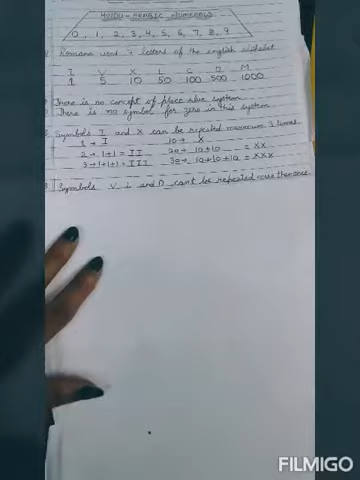 HINDU - ARABIC NUMERALS
0, 1, 2, 3, 4, 5, 6, 7, 8, 9
Romans used 7 letters of the english alphabet
I V X L C D M
1 5 10 50 100 500 1000
There is no concept of place value system
There is no symbol for zero in this system
Symbols I and X can be repeated maximum 3 times.
1 → I 10 → X
2 → 1+1 = II 20 → 10+10 = XX
3 → 1+1+1 = III 30 → 10+10+10 = XXX
Symbols V, L and D can't be repeated more than once.
FILMIGO